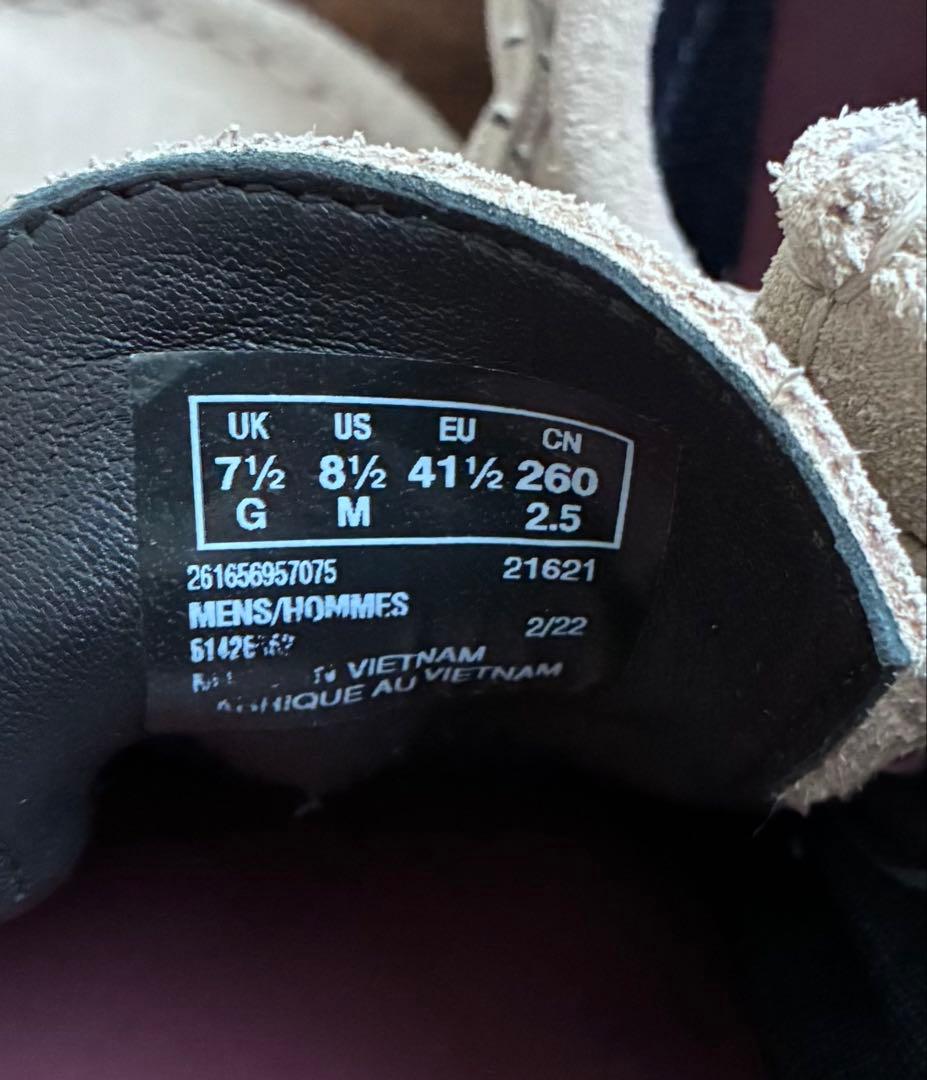 UK US EU CN
7½ 8½ 41½ 260
G M 2.5
261656957075 21621
MENS/HOMMES
2/22
VIETNAM
AU VIETNAM